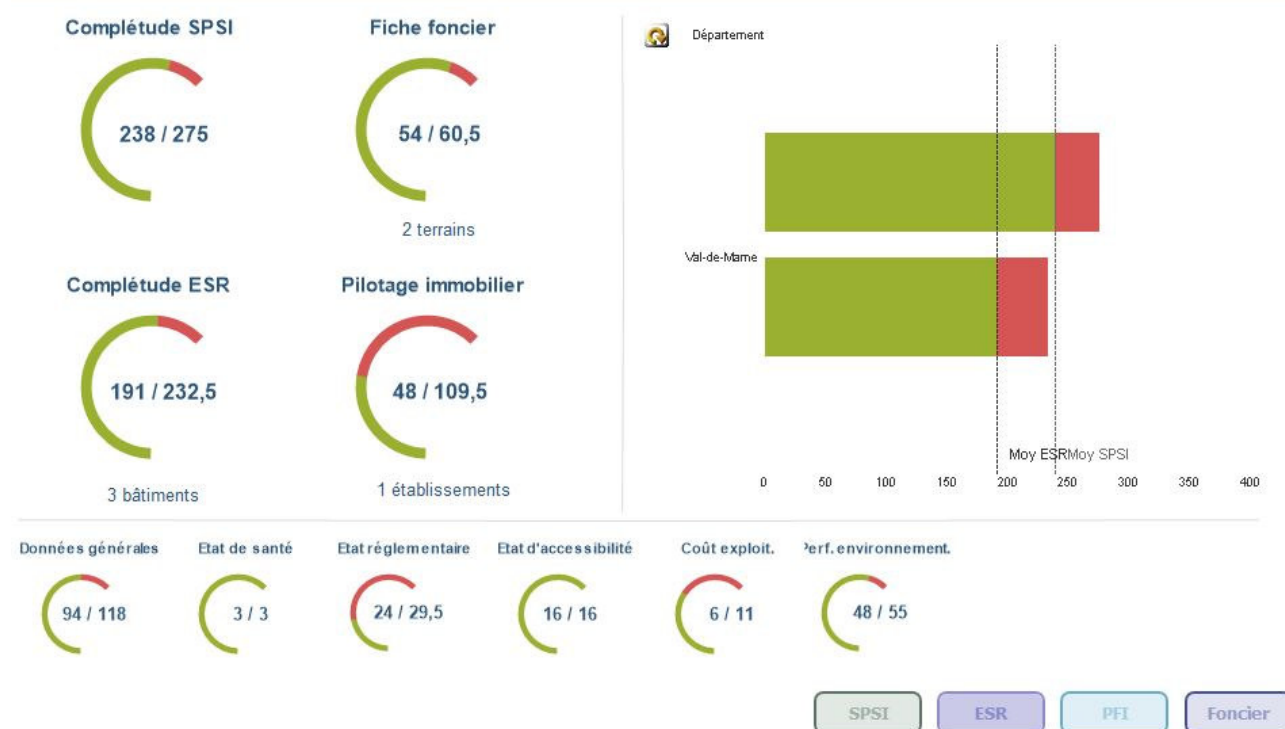 Complétude SPSI
238 / 275
Fiche foncier
54 / 60,5
2 terrains
Complétude ESR
191 / 232,5
3 bâtiments
Pilotage immobilier
48 / 109,5
1 établissements
Département
Val-de-Marne
Moy ESR
Moy SPSI
0 50 100 150 200 250 300 350 400
Données générales
94 / 118
Etat de santé
3 / 3
Etat réglementaire
24 / 29,5
Etat d'accessibilité
16 / 16
Coût exploit.
6 / 11
Perf. environnement.
48 / 55
SPSI ESR PFI Foncier